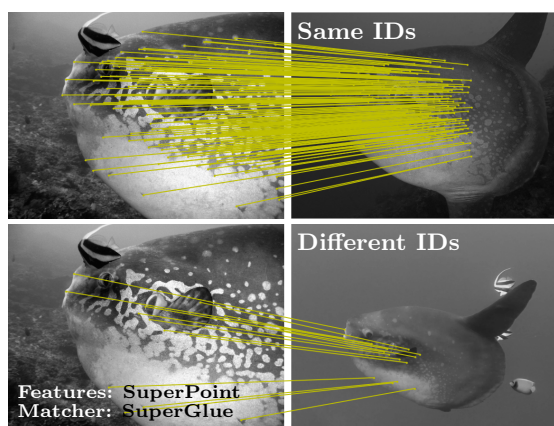 Same IDs
Different IDs
Features: SuperPoint
Matcher: SuperGlue